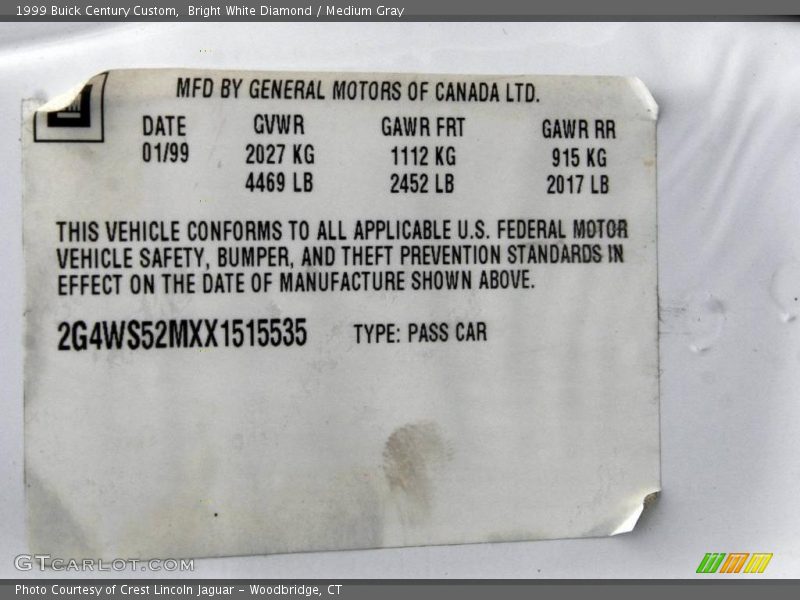 1999 Buick Century Custom,  Bright White Diamond / Medium Gray
MFD BY GENERAL MOTORS OF CANADA LTD.
DATE GVWR GAWR FRT GAWR RR
01/99 2027 KG 1112 KG 915 KG
4469 LB 2452 LB 2017 LB
THIS VEHICLE CONFORMS TO ALL APPLICABLE U.S. FEDERAL MOTOR
VEHICLE SAFETY, BUMPER, AND THEFT PREVENTION STANDARDS IN
EFFECT ON THE DATE OF MANUFACTURE SHOWN ABOVE.
2G4WS52MXX1515535 TYPE: PASS CAR
GTCARLOT.COM
Photo Courtesy of Crest Lincoln Jaguar - Woodbridge, CT